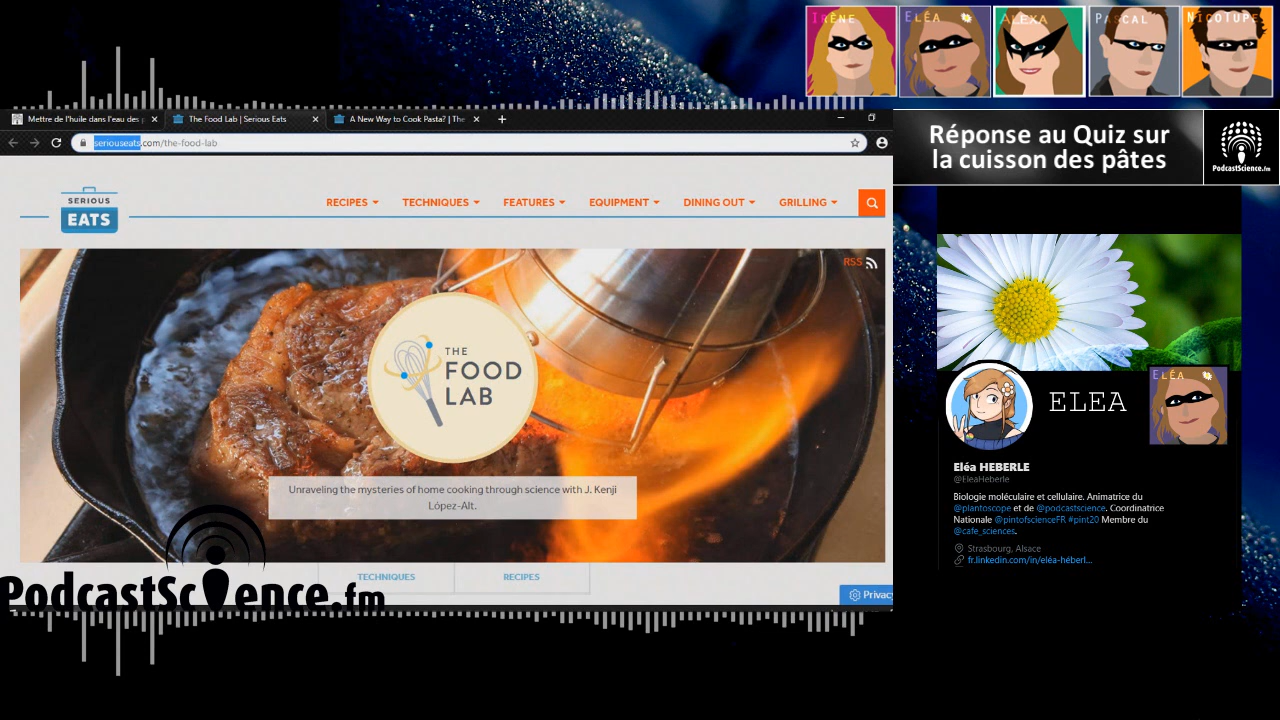 IRÈNE
ELÉA
ALEXA
PASCAL
NICOTUPE
Mettre de l'huile dans l'eau des
The Food Lab | Serious Eats
A New Way to Cook Pasta? | The
seriouseats.com/the-food-lab
Réponse au Quiz sur
la cuisson des pâtes
PodcastScience.fm
SERIOUS
EATS
RECIPES
TECHNIQUES
FEATURES
EQUIPMENT
DINING OUT
GRILLING
RSS
THE
FOOD
LAB
Unraveling the mysteries of home cooking through science with J. Kenji
López-Alt.
TECHNIQUES
RECIPES
Privacy
PodcastScience.fm
ELEA
ELÉA
Eléa HEBERLE
@EleaHeberle
Biologie moléculaire et cellulaire. Animatrice du
@plantoscope et de @podcastscience. Coordinatrice
Nationale @pintofscienceFR #pint20 Membre du
@cafe_sciences.
Strasbourg, Alsace
fr.linkedin.com/in/eléa-héberl...